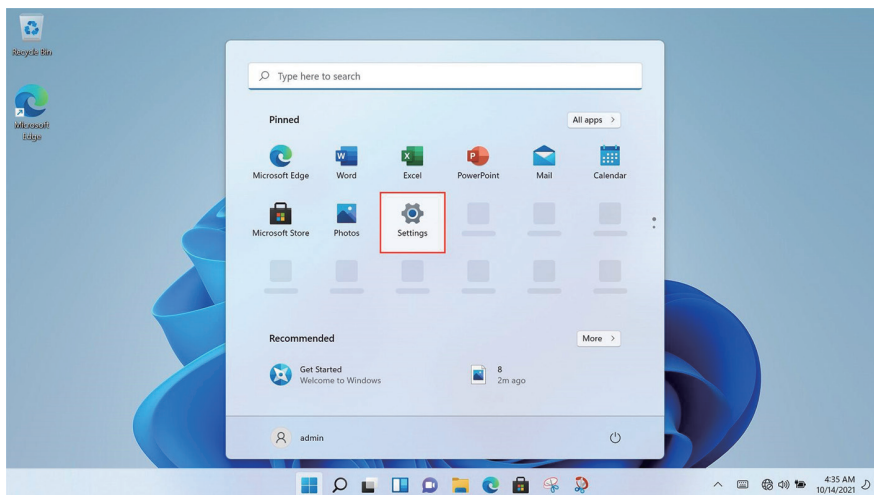 Recycle Bin
Microsoft
Edge
Type here to search
Pinned
All apps >
Microsoft Edge
Word
Excel
PowerPoint
Mail
Calendar
Microsoft Store
Photos
Settings
Recommended
More >
Get Started
Welcome to Windows
8
2m ago
admin
4:35 AM
10/14/2021